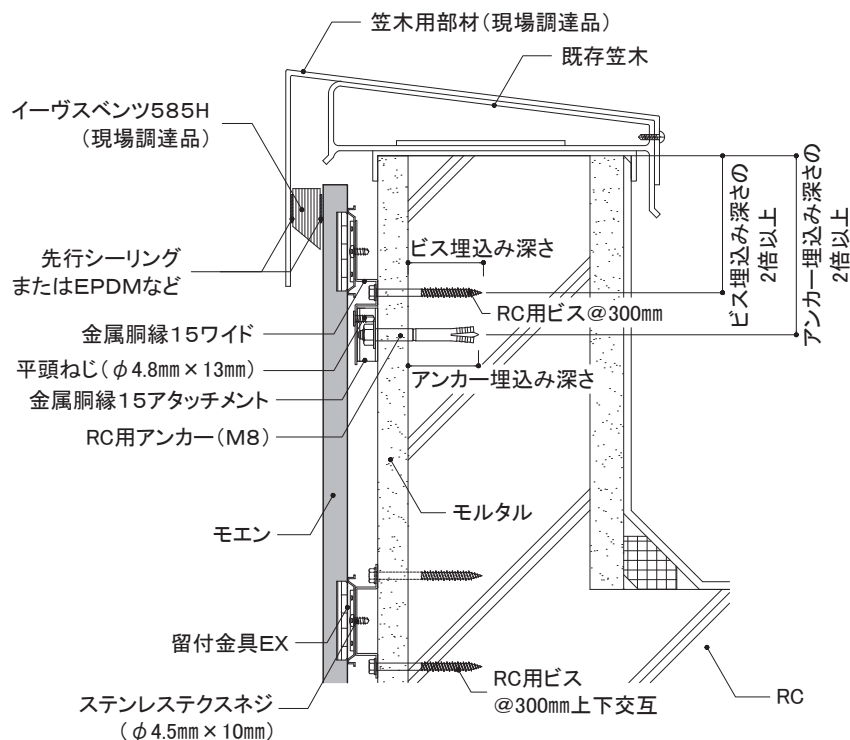 笠木用部材（現場調達品）
既存笠木
イーヴスベンツ585H
（現場調達品）
先行シーリング
またはEPDMなど
金属胴縁15ワイド
平頭ねじ（φ4.8㎜×13㎜）
金属胴縁15アタッチメント
RC用アンカー（M8）
モエン
留付金具EX
ステンレステクスネジ
（φ4.5㎜×10㎜）
ビス埋込み深さ
RC用ビス@300㎜
アンカー埋込み深さ
モルタル
RC用ビス
@300㎜上下交互
RC
ビス埋込み深さの
2倍以上
アンカー埋込み深さの
2倍以上